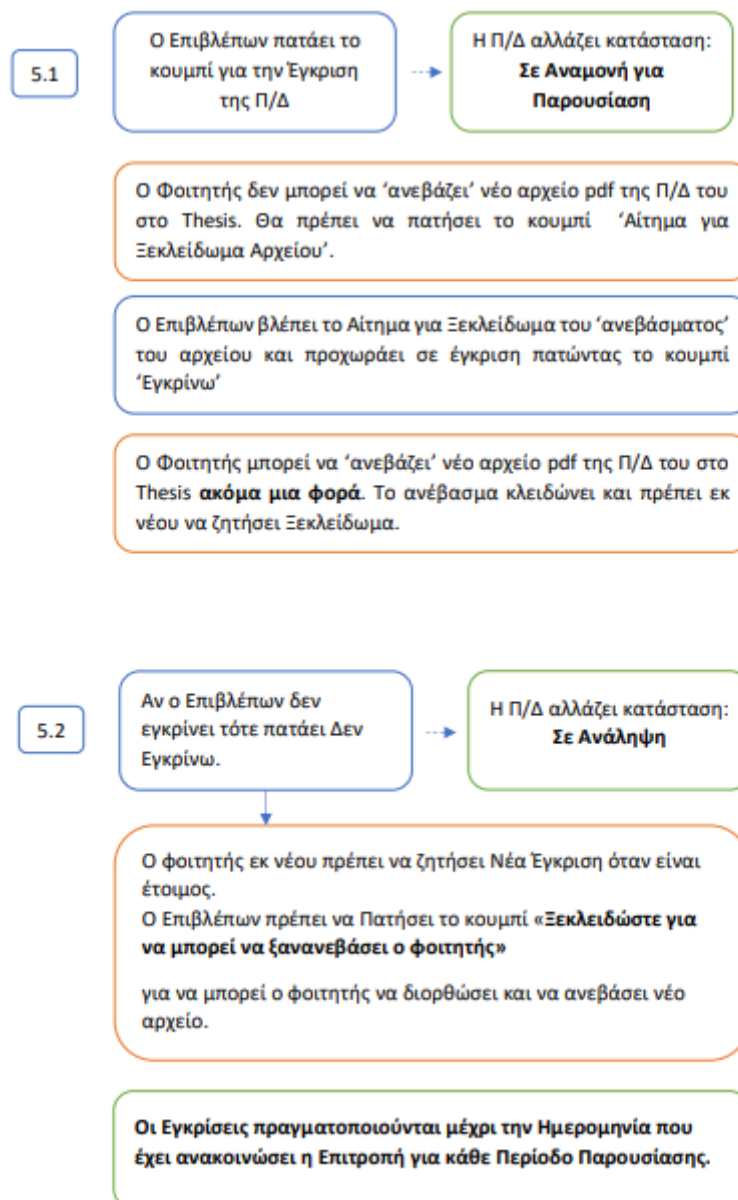 5.1
Ο Επιβλέπων πατάει το
κουμπί για την Έγκριση
της Π/Δ
Η Π/Δ αλλάζει κατάσταση:
Σε Αναμονή για
Παρουσίαση
Ο Φοιτητής δεν μπορεί να ‘ανεβάζει’ νέο αρχείο pdf της Π/Δ του
στο Thesis. Θα πρέπει να πατήσει το κουμπί ‘Αίτημα για
Ξεκλείδωμα Αρχείου’.
Ο Επιβλέπων βλέπει το Αίτημα για Ξεκλείδωμα του ‘ανεβάσματος’
του αρχείου και προχωράει σε έγκριση πατώντας το κουμπί
‘Εγκρίνω’
Ο Φοιτητής μπορεί να ‘ανεβάζει’ νέο αρχείο pdf της Π/Δ του στο
Thesis ακόμα μια φορά. Το ανέβασμα κλειδώνει και πρέπει εκ
νέου να ζητήσει Ξεκλείδωμα.
5.2
Αν ο Επιβλέπων δεν
εγκρίνει τότε πατάει Δεν
Εγκρίνω.
Η Π/Δ αλλάζει κατάσταση:
Σε Ανάληψη
Ο φοιτητής εκ νέου πρέπει να ζητήσει Νέα Έγκριση όταν είναι
έτοιμος.
Ο Επιβλέπων πρέπει να Πατήσει το κουμπί «Ξεκλειδώστε για
να μπορεί να ξανανεβάσει ο φοιτητής»
για να μπορεί ο φοιτητής να διορθώσει και να ανεβάσει νέο
αρχείο.
Οι Εγκρίσεις πραγματοποιούνται μέχρι την Ημερομηνία που
έχει ανακοινώσει η Επιτροπή για κάθε Περίοδο Παρουσίασης.